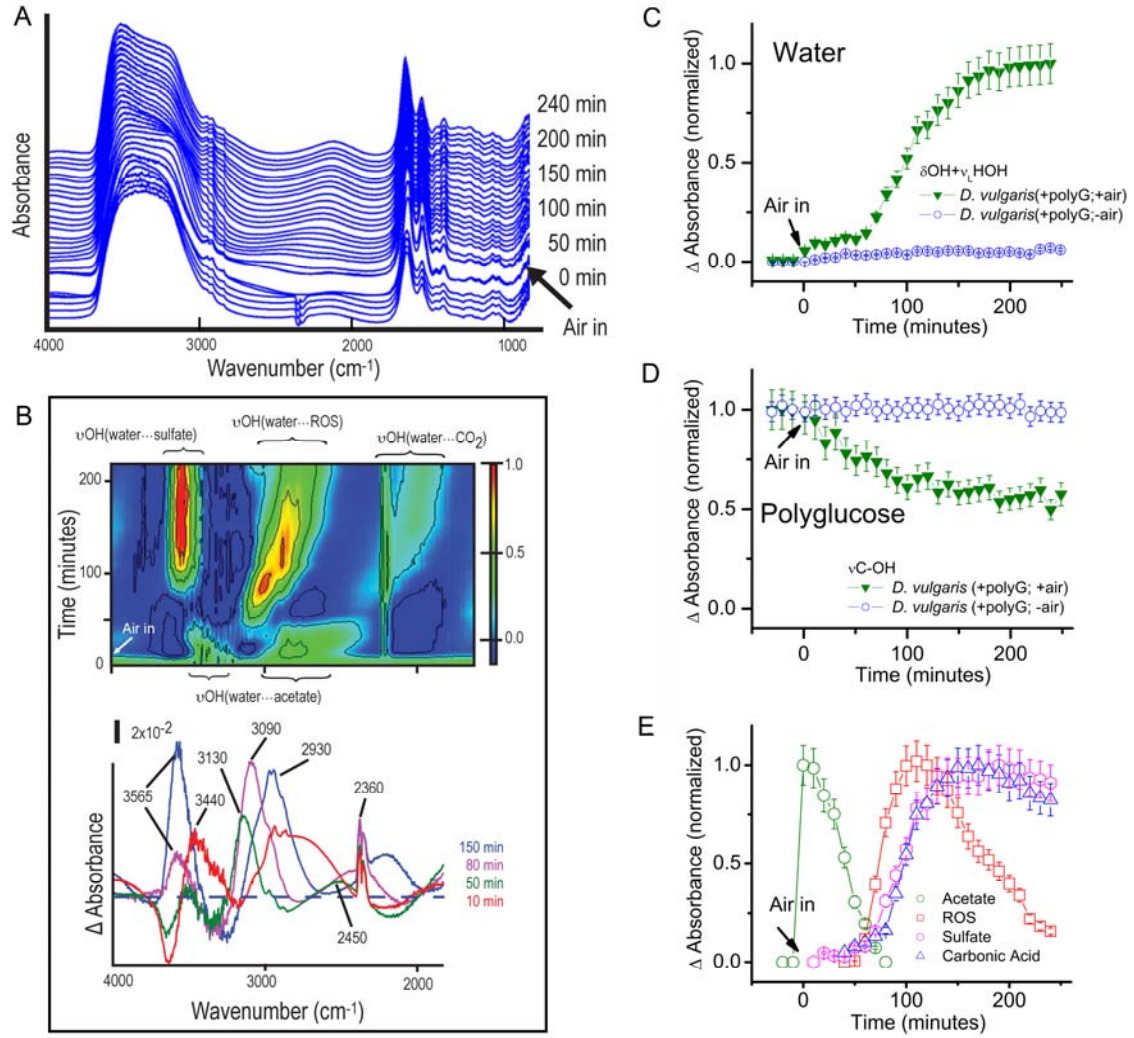 A
Absorbance
240 min
200 min
150 min
100 min
50 min
0 min
Air in
4000
3000
2000
1000
Wavenumber (cm-1)
B
υOH(water···sulfate)
υOH(water···ROS)
υOH(water···CO2)
Time (minutes)
200
100
0
Air in
1.0
0.5
0.0
υOH(water···acetate)
2x10-2
3090
3130
2930
3565
3440
2360
150 min
80 min
50 min
10 min
2450
Δ Absorbance
4000
3000
2000
Wavenumber (cm-1)
C
Water
Δ Absorbance (normalized)
1.0
0.5
0.0
Air in
δOH+νLHOH
D. vulgaris(+polyG;+air)
D. vulgaris(+polyG;-air)
0
100
200
Time (minutes)
D
Δ Absorbance (normalized)
1.0
0.5
0.0
Air in
Polyglucose
νC-OH
D. vulgaris (+polyG; +air)
D. vulgaris (+polyG; -air)
0
100
200
Time (minutes)
E
Δ Absorbance (normalized)
1.0
0.5
0.0
Air in
Acetate
ROS
Sulfate
Carbonic Acid
0
100
200
Time (minutes)